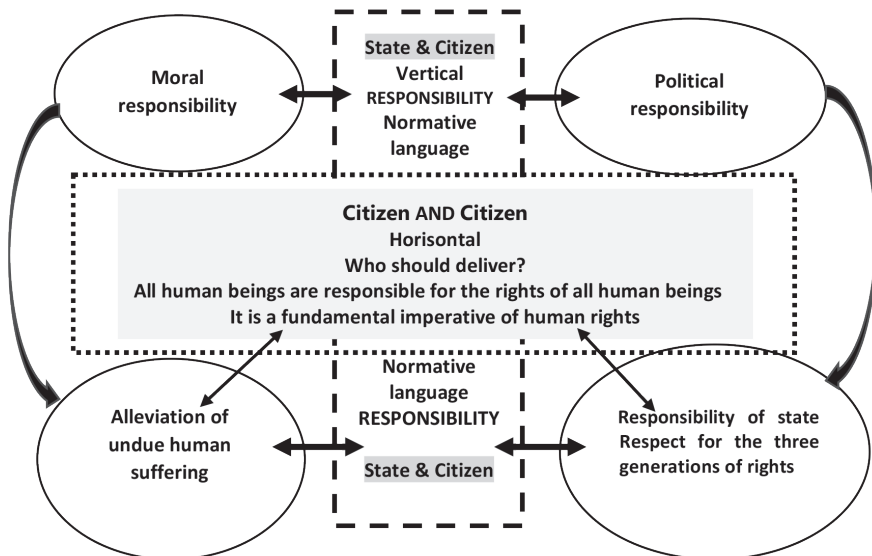 Moral
responsibility
State & Citizen
Vertical
RESPONSIBILITY
Normative
language
Political
responsibility
Citizen AND Citizen
Horisontal
Who should deliver?
All human beings are responsible for the rights of all human beings
It is a fundamental imperative of human rights
Alleviation of
undue human
suffering
Normative
language
RESPONSIBILITY
State & Citizen
Responsibility of state
Respect for the three
generations of rights